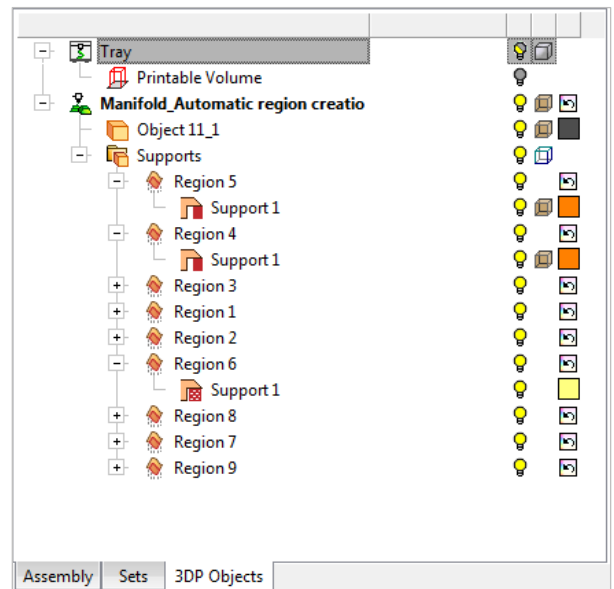 Tray
Printable Volume
Manifold_Automatic region creatio
Object 11_1
Supports
Region 5
Support 1
Region 4
Support 1
Region 3
Region 1
Region 2
Region 6
Support 1
Region 8
Region 7
Region 9
Assembly Sets 3DP Objects